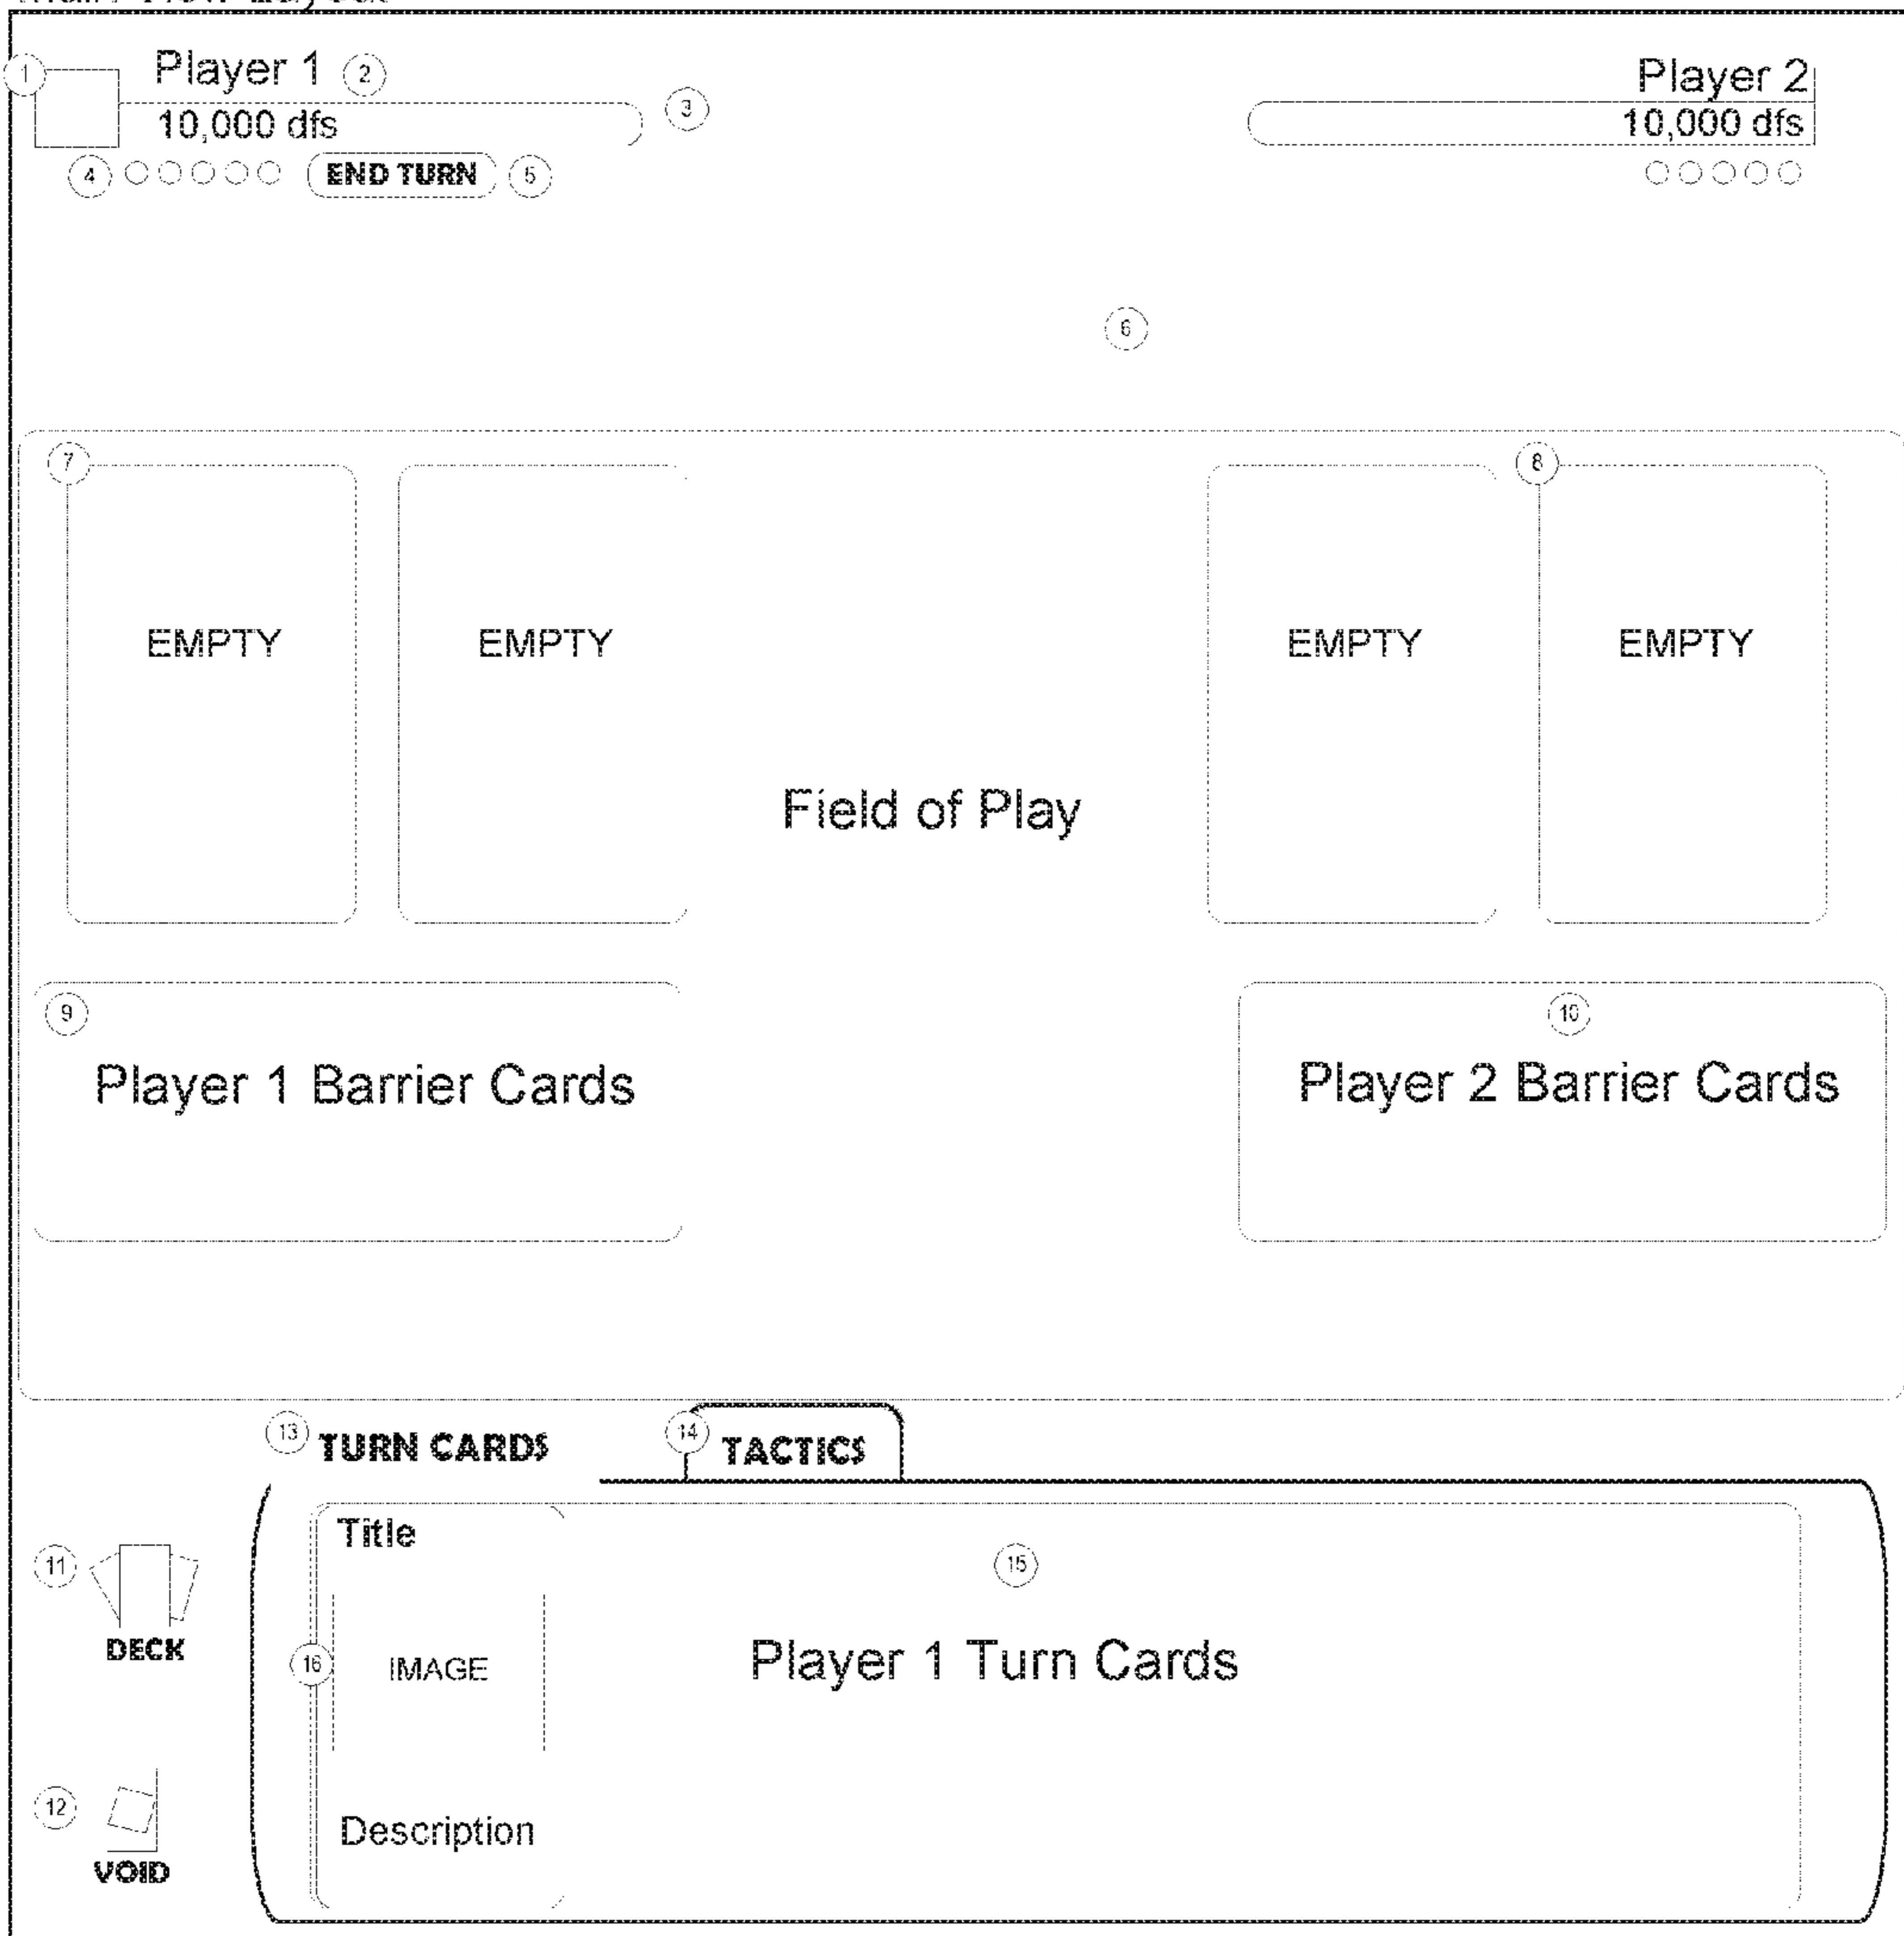 1 Player 1 2
Player 2
3
10,000 dfs
10,000 dfs
4 END TURN 5
6
7 8
EMPTY EMPTY EMPTY EMPTY
Field of Play
9 10
Player 1 Barrier Cards Player 2 Barrier Cards
13 TURN CARDS 14 TACTICS
Title
11 15
DECK
16 IMAGE Player 1 Turn Cards
12
Description
VOID